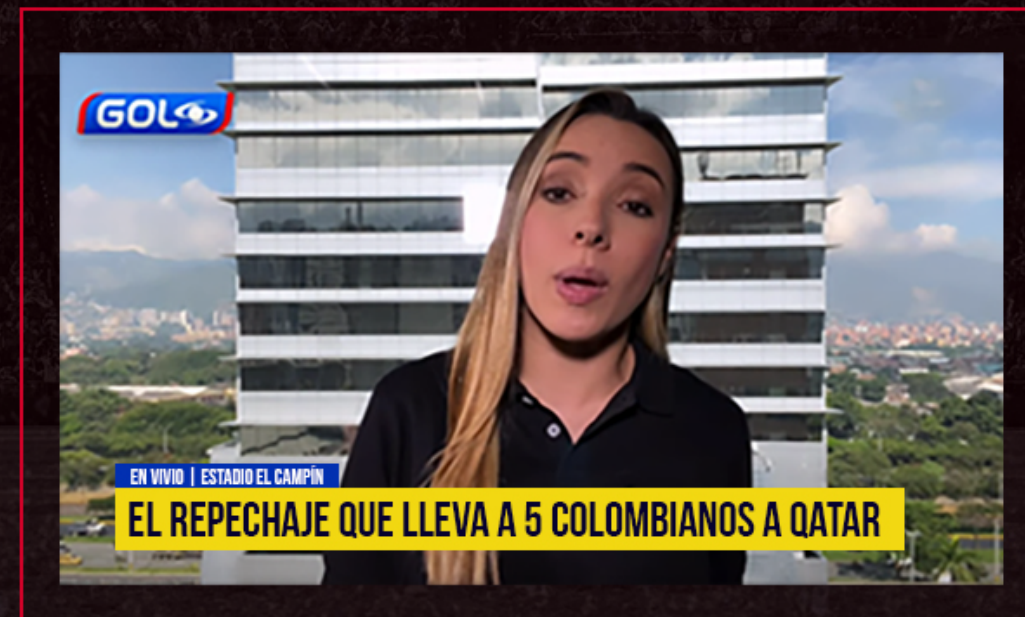 GOL
EN VIVIO | ESTADIO EL CAMPÍN
EL REPECHAJE QUE LLEVA A 5 COLOMBIANOS A QATAR